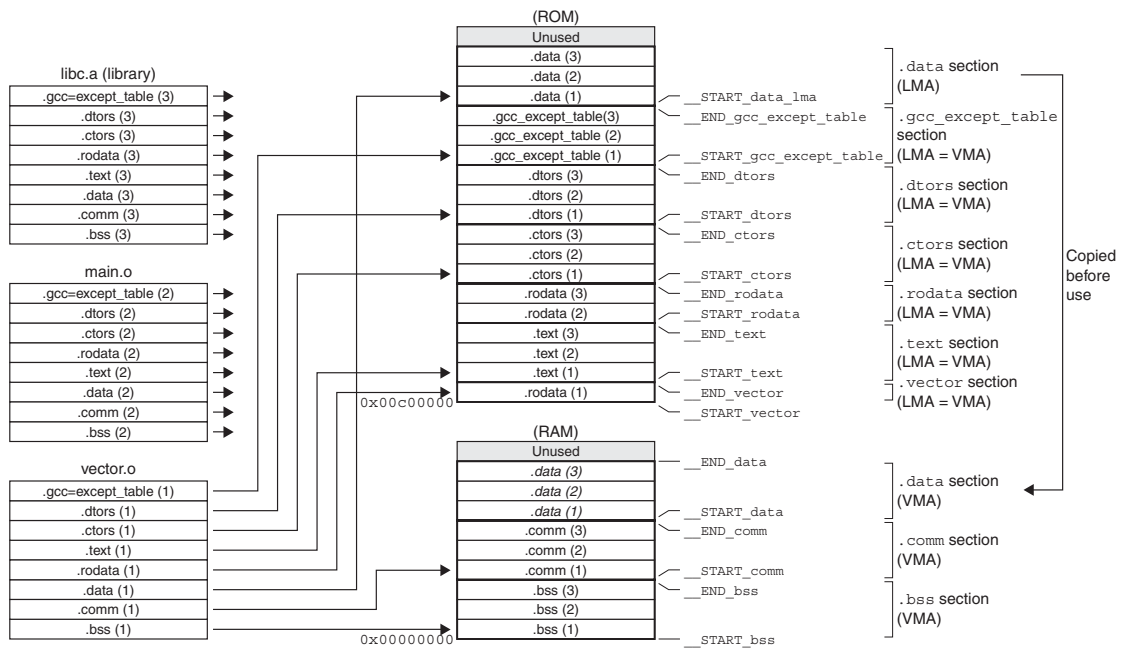 libc.a (library)
.gcc=except_table (3)
.dtors (3)
.ctors (3)
.rodata (3)
.text (3)
.data (3)
.comm (3)
.bss (3)
main.o
.gcc=except_table (2)
.dtors (2)
.ctors (2)
.rodata (2)
.text (2)
.data (2)
.comm (2)
.bss (2)
vector.o
.gcc=except_table (1)
.dtors (1)
.ctors (1)
.text (1)
.rodata (1)
.data (1)
.comm (1)
.bss (1)
(ROM)
Unused
.data (3)
.data (2)
.data (1)
.gcc_except_table(3)
.gcc_except_table (2)
.gcc_except_table (1)
.dtors (3)
.dtors (2)
.dtors (1)
.ctors (3)
.ctors (2)
.ctors (1)
.rodata (3)
.rodata (2)
.text (3)
.text (2)
.text (1)
.rodata (1)
0x00c00000
(RAM)
Unused
.data (3)
.data (2)
.data (1)
.comm (3)
.comm (2)
.comm (1)
.bss (3)
.bss (2)
.bss (1)
0x00000000
__START_data_lma
__END_gcc_except_table
__START_gcc_except_table
__END_dtors
__START_dtors
__END_ctors
__START_ctors
__END_rodata
__START_rodata
__END_text
__START_text
__END_vector
__START_vector
__END_data
__START_data
__END_comm
__START_comm
__END_bss
__START_bss
.data section
(LMA)
.gcc_except_table
section
(LMA = VMA)
.dtors section
(LMA = VMA)
.ctors section
(LMA = VMA)
.rodata section
(LMA = VMA)
.text section
(LMA = VMA)
.vector section
(LMA = VMA)
.data section
(VMA)
.comm section
(VMA)
.bss section
(VMA)
Copied
before
use